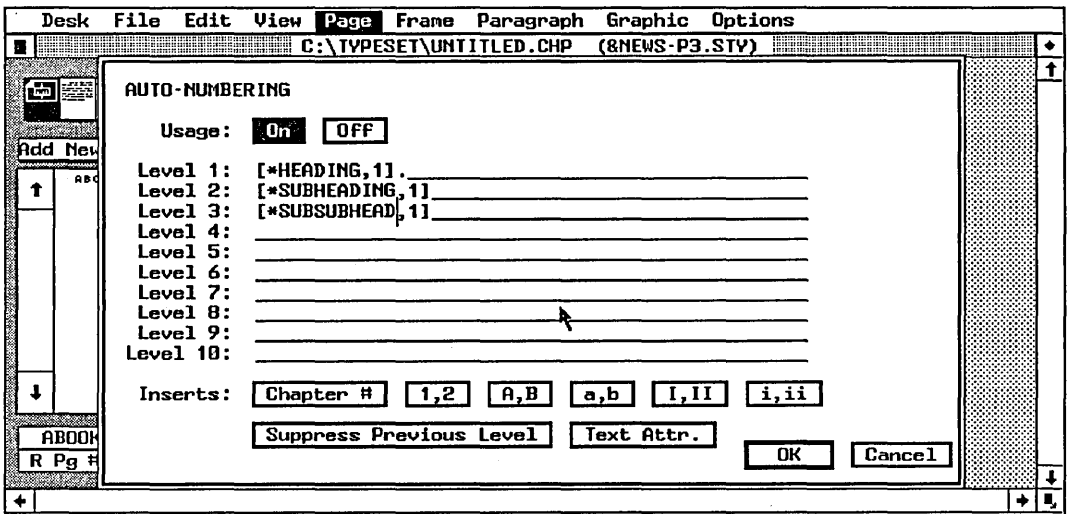 Desk File Edit View Page Frame Paragraph Graphic Options
C:\TYPESET\UNTITLED.CHP (&NEWS-P3.STY)
AUTO-NUMBERING
Usage: On Off
Add New
ABC
Level 1: [*HEADING,1].
Level 2: [*SUBHEADING,1]
Level 3: [*SUBSUBHEAD,1]
Level 4:
Level 5:
Level 6:
Level 7:
Level 8:
Level 9:
Level 10:
Inserts: Chapter # 1,2 A,B a,b I,II i,ii
Suppress Previous Level Text Attr.
ABOOK
R Pg #
OK Cancel